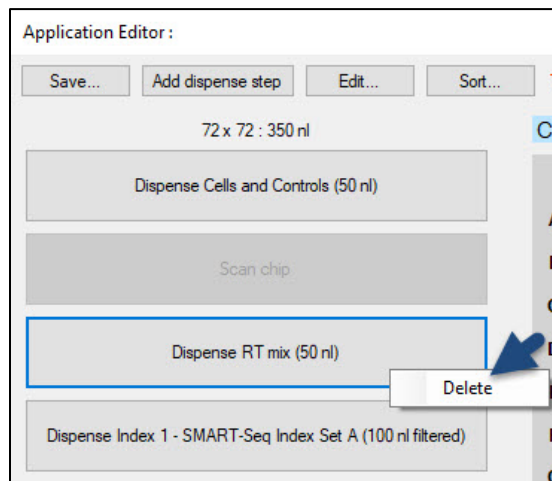 Application Editor :
Save... Add dispense step Edit... Sort...
72 x 72 : 350 nl
C
Dispense Cells and Controls (50 nl)
Scan chip
Dispense RT mix (50 nl)
Delete
Dispense Index 1 - SMART-Seq Index Set A (100 nl filtered)